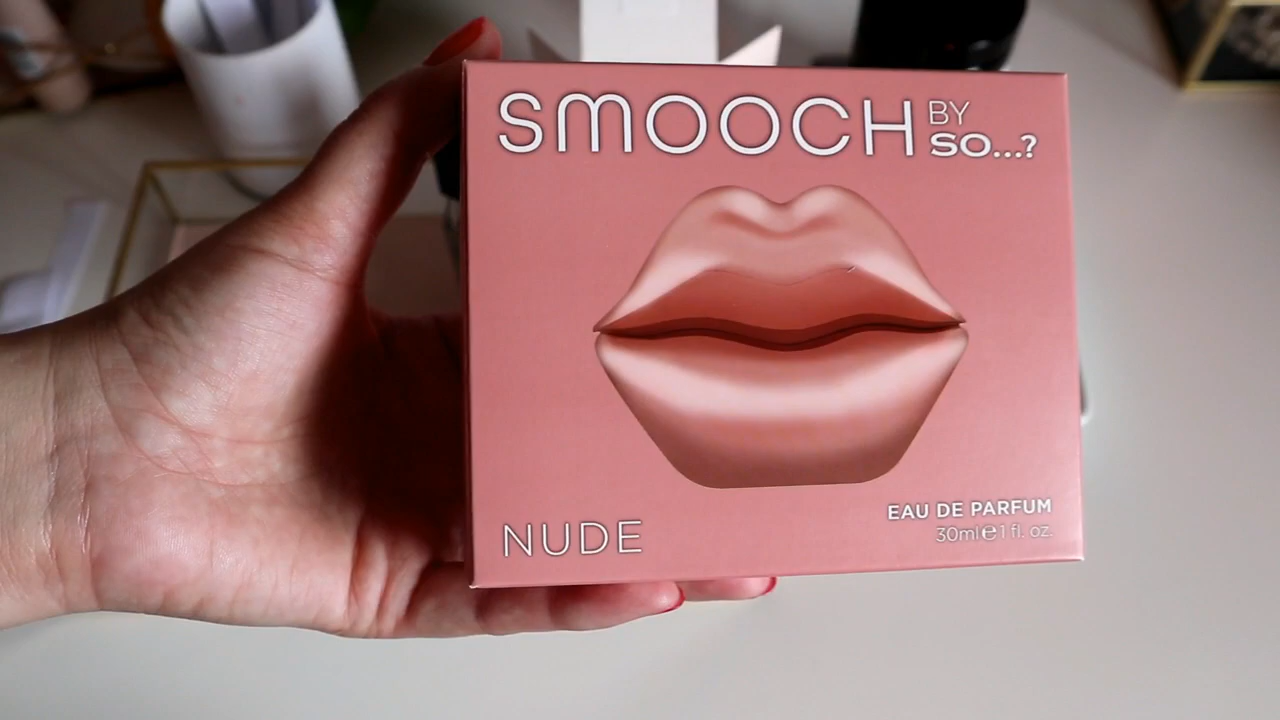 SMOOCH BY
SO...?
NUDE
EAU DE PARFUM
30ml℮1 fl. oz.